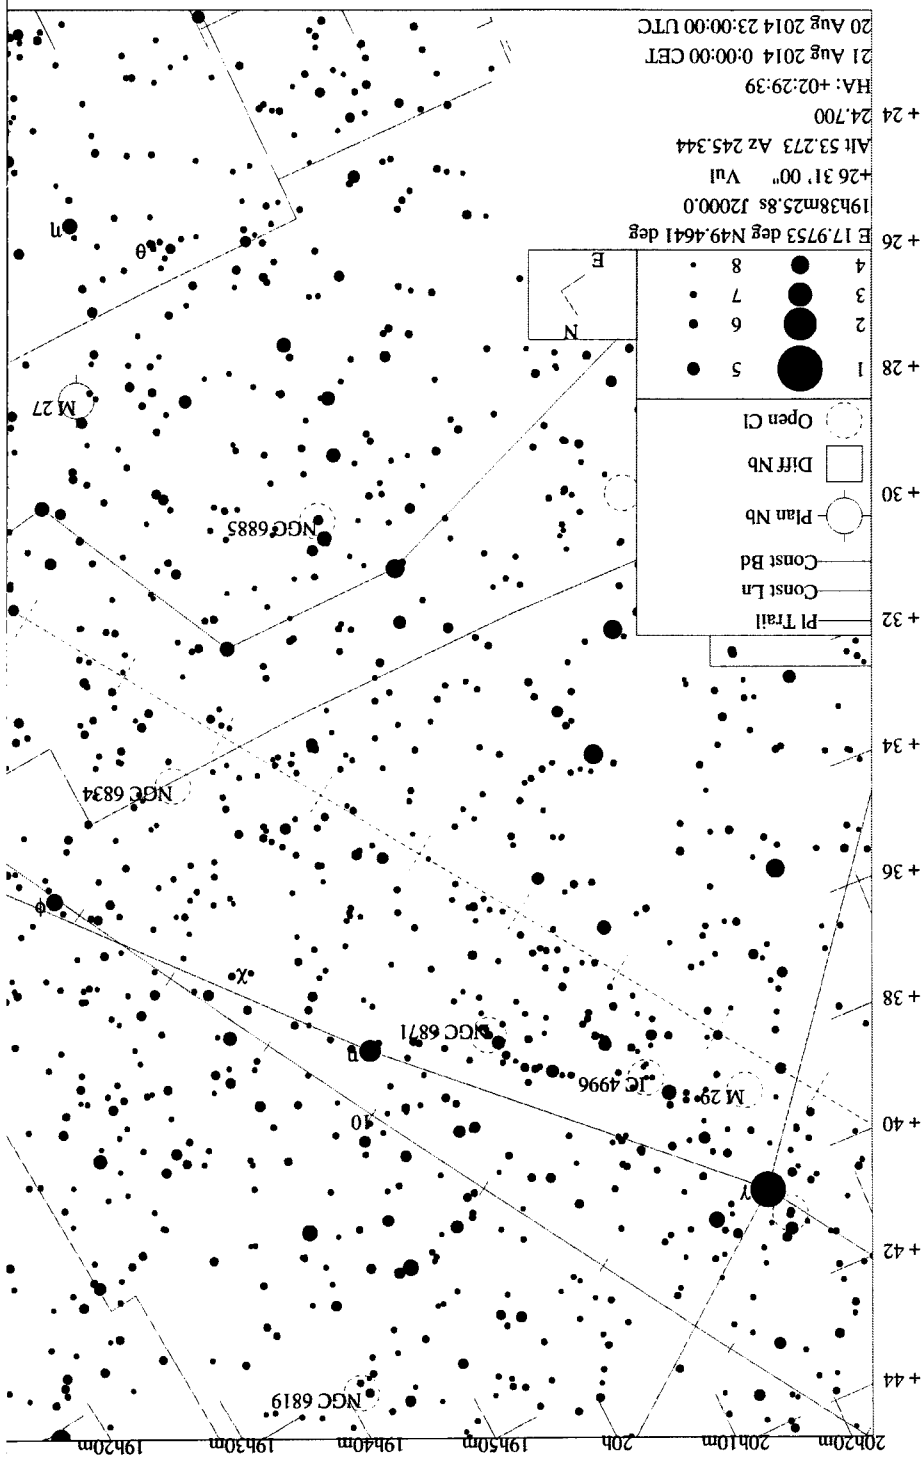 20h20m 20h10m 20h 19h50m 19h40m 19h30m 19h20m
+ 44
NGC 6819
+ 42
γ
+ 40
10
M 29
IC 4996
η
NGC 6871
+ 38
χ
φ
+ 36
NGC 6834
+ 34
+ 32
NGC 6885
+ 30
M 27
+ 28
θ
η
+ 26
+ 24
Pl Trail
Const Ln
Const Bd
Plan Nb
Diff Nb
Open Cl
1 5
2 6
3 7
4 8
N
E
E 17.9753 deg N49.4641 deg
19h38m25.8s J2000.0
+26 31' 00" Vul
Alt 53.273 Az 245.344
24.700
HA: +02:29:39
21 Aug 2014 0:00:00 CET
20 Aug 2014 23:00:00 UTC